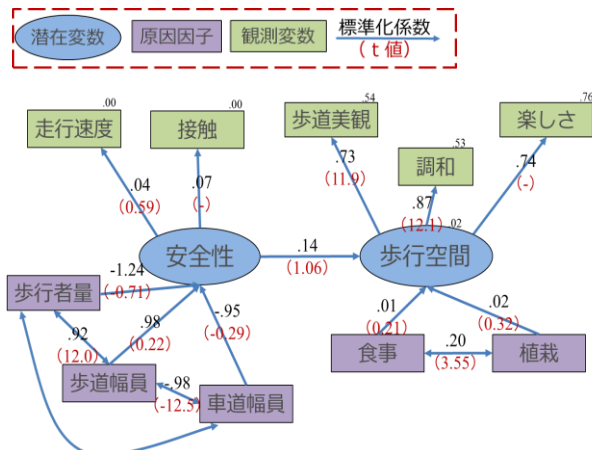 潜在変数
原因因子
観測変数
標準化係数
（ｔ値）
.00
走行速度
.00
接触
.54
歩道美観
.53
調和
.76
楽しさ
.04
(0.59)
.07
(-)
.73
(11.9)
.87
(12.1)
.74
(-)
.02
安全性
.14
(1.06)
歩行空間
歩行者量
-1.24
(-0.71)
.92
(12.0)
.98
(0.22)
-.95
(-0.29)
歩道幅員
-.98
(-12.5)
車道幅員
.01
(0.21)
.02
(0.32)
食事
.20
(3.55)
植栽